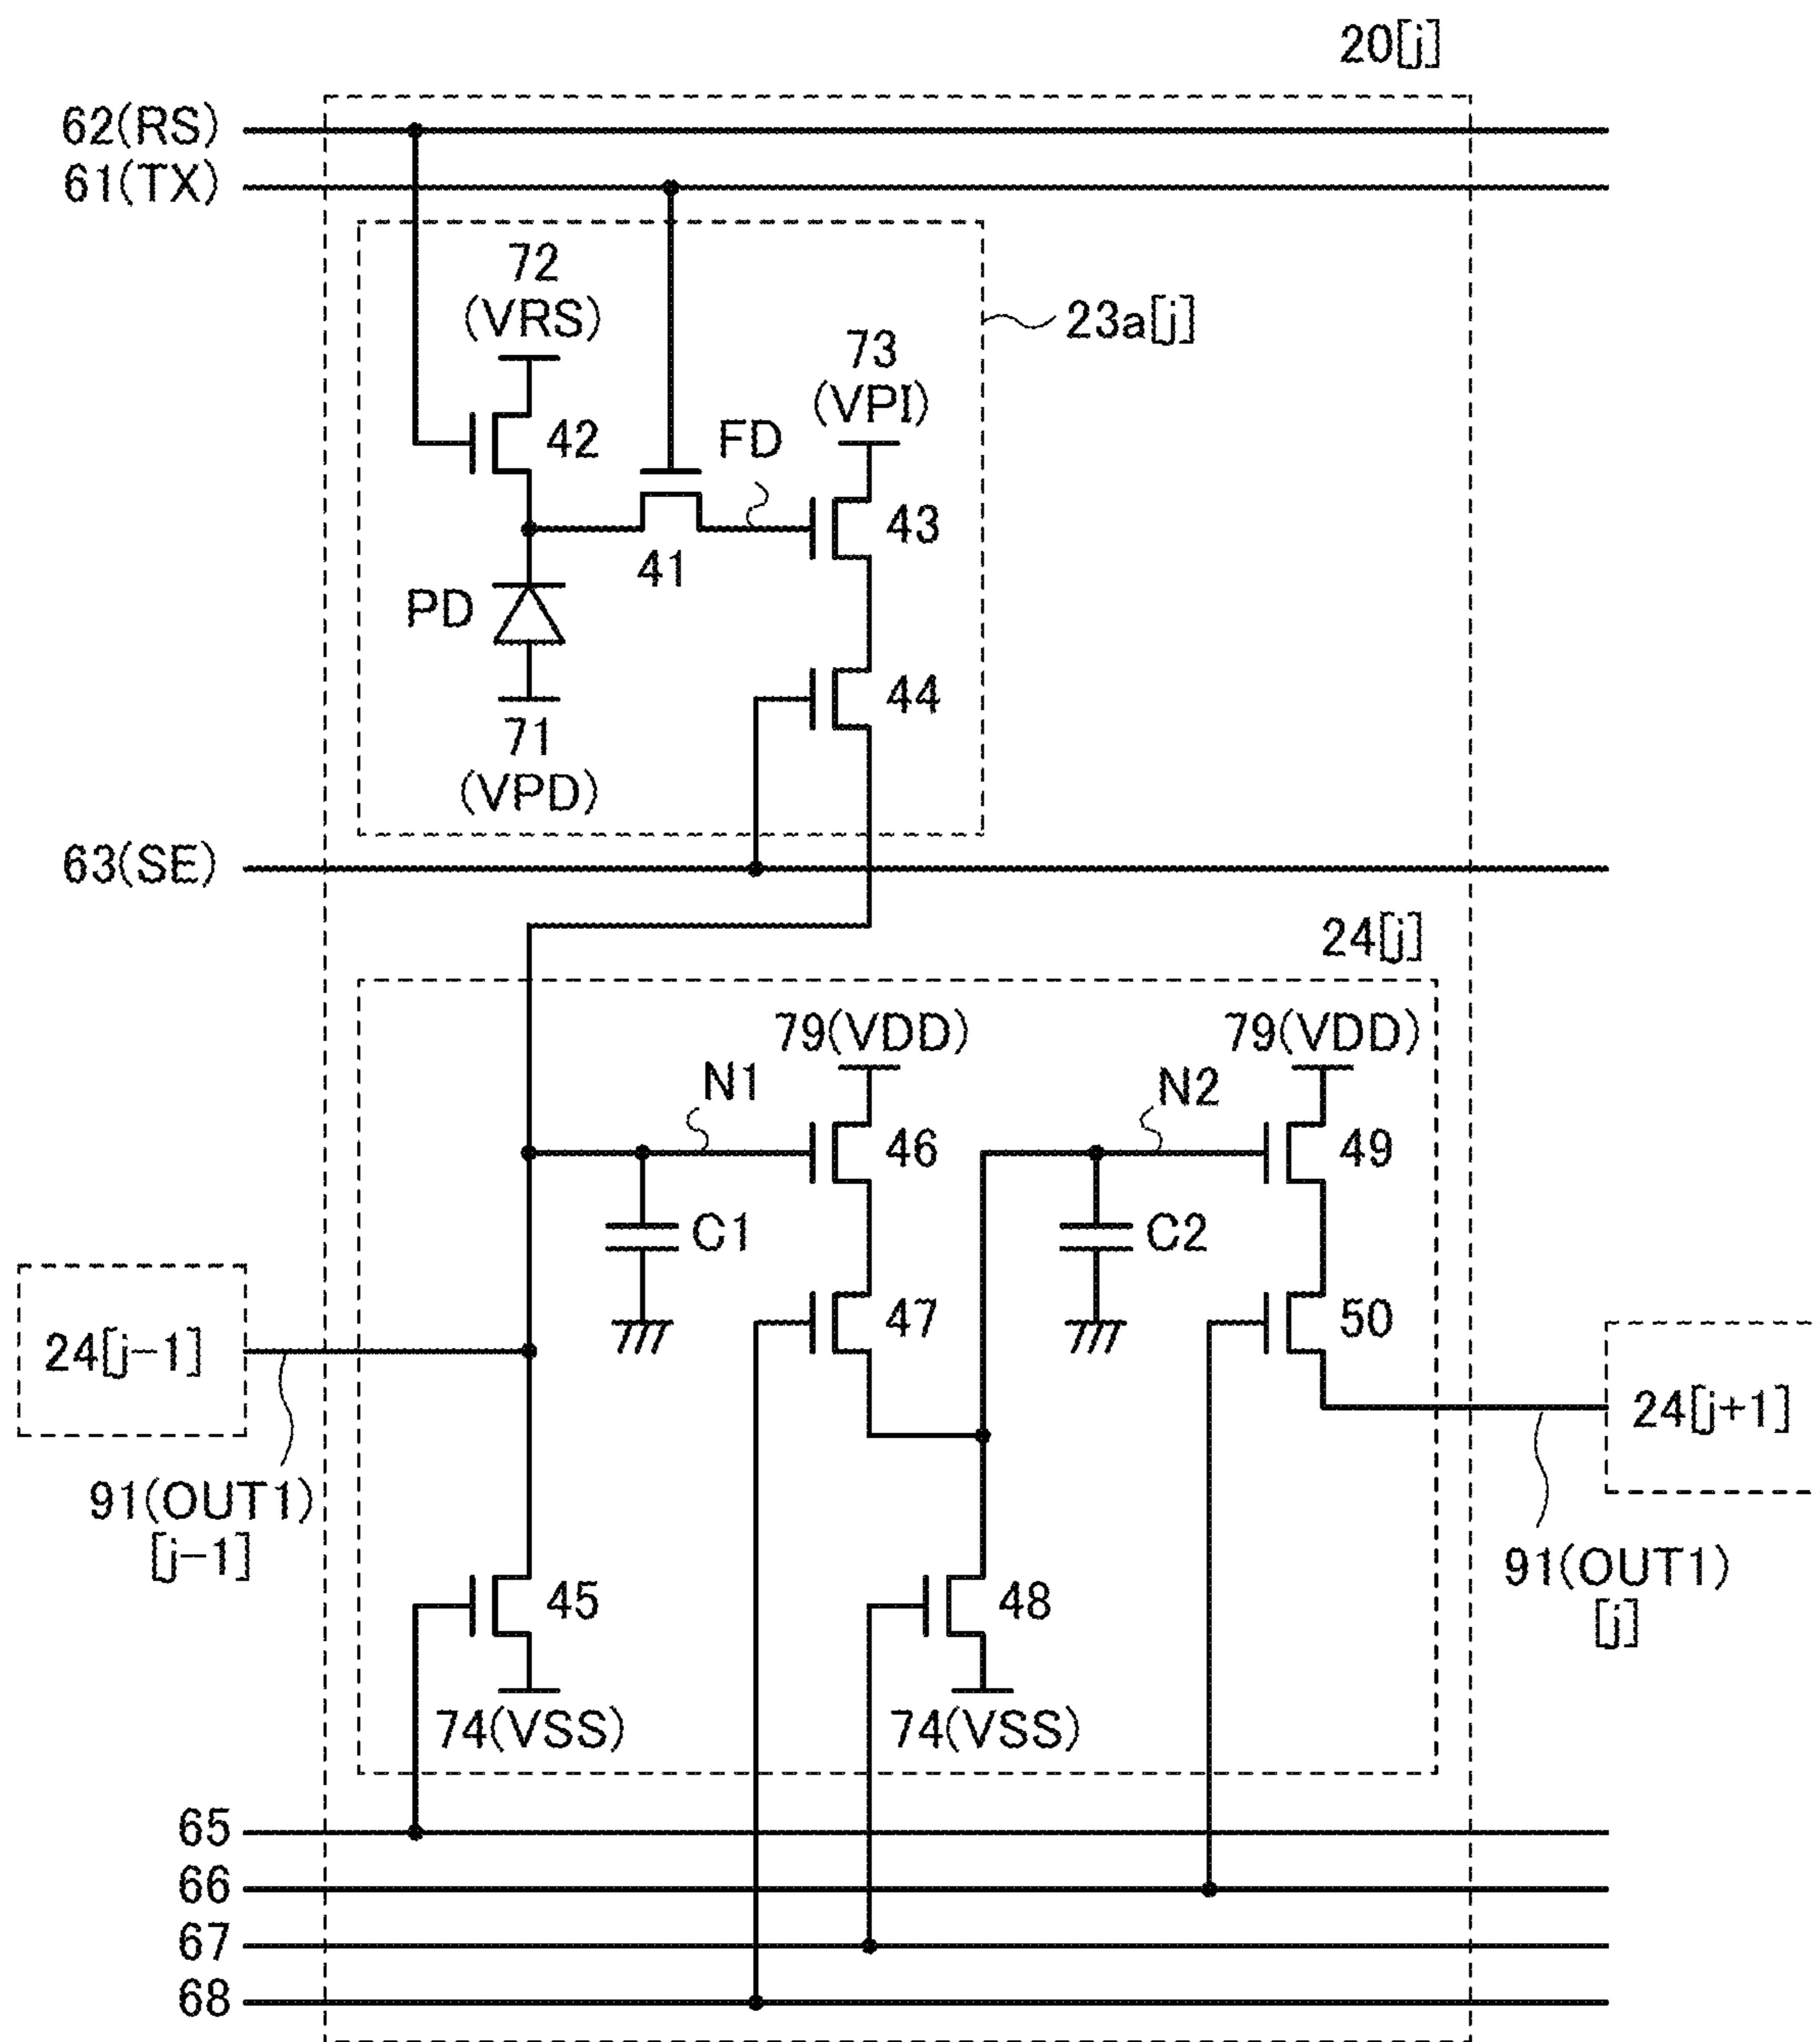 20[j]
62(RS)
61(TX)
72
(VRS)
23a[j]
73
(VPI)
42
FD
43
41
PD
44
71
(VPD)
63(SE)
24[j]
79(VDD)
79(VDD)
N1
N2
46
49
C1
C2
47
50
24[j-1]
24[j+1]
91(OUT1)
[j-1]
91(OUT1)
[j]
45
48
74(VSS)
74(VSS)
65
66
67
68